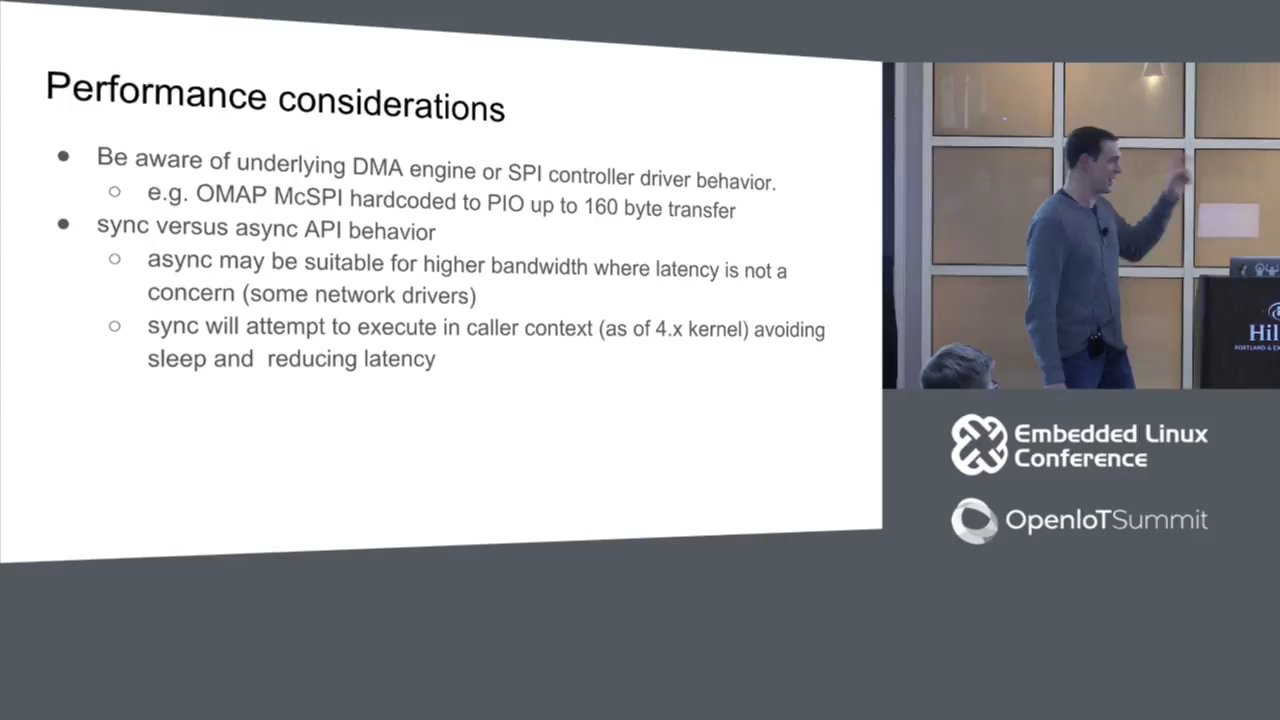 Performance considerations
● Be aware of underlying DMA engine or SPI controller driver behavior.
○ e.g. OMAP McSPI hardcoded to PIO up to 160 byte transfer
● sync versus async API behavior
○ async may be suitable for higher bandwidth where latency is not a
concern (some network drivers)
○ sync will attempt to execute in caller context (as of 4.x kernel) avoiding
sleep and  reducing latency
Embedded Linux
Conference
OpenIoTSummit